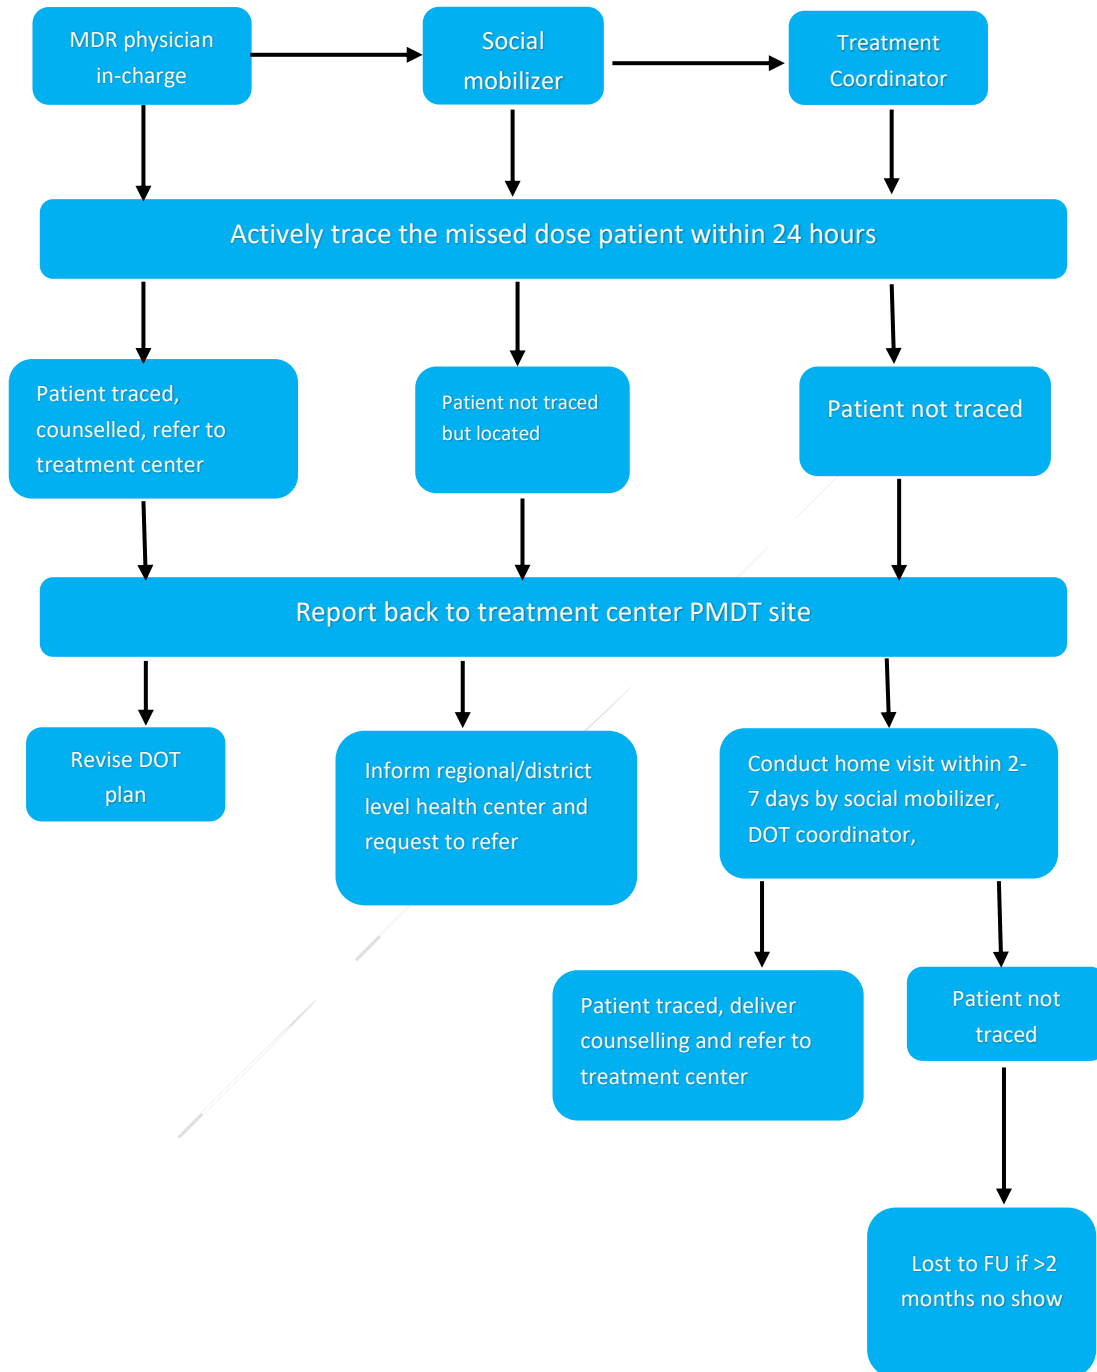 MDR physician
in-charge
Social
mobilizer
Treatment
Coordinator
Actively trace the missed dose patient within 24 hours
Patient traced,
counselled, refer to
treatment center
Patient not traced
but located
Patient not traced
Report back to treatment center PMDT site
Revise DOT
plan
Inform regional/district
level health center and
request to refer
Conduct home visit within 2-
7 days by social mobilizer,
DOT coordinator,
Patient traced, deliver
counselling and refer to
treatment center
Patient not
traced
Lost to FU if >2
months no show